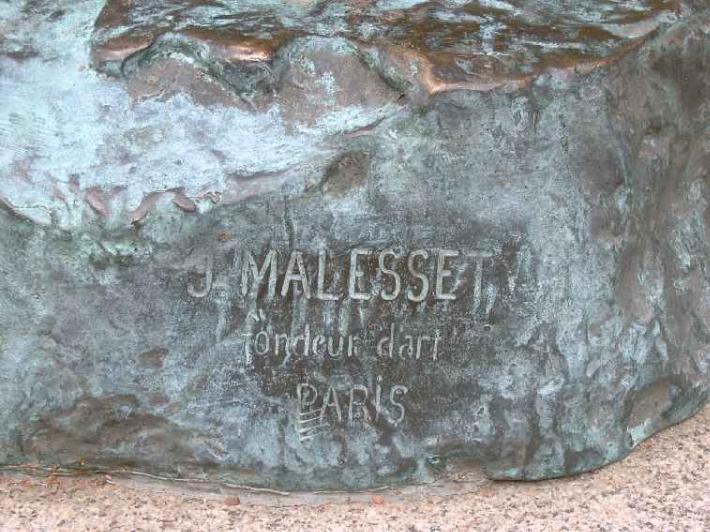 J MALESSET
fondeur d'art
PARIS